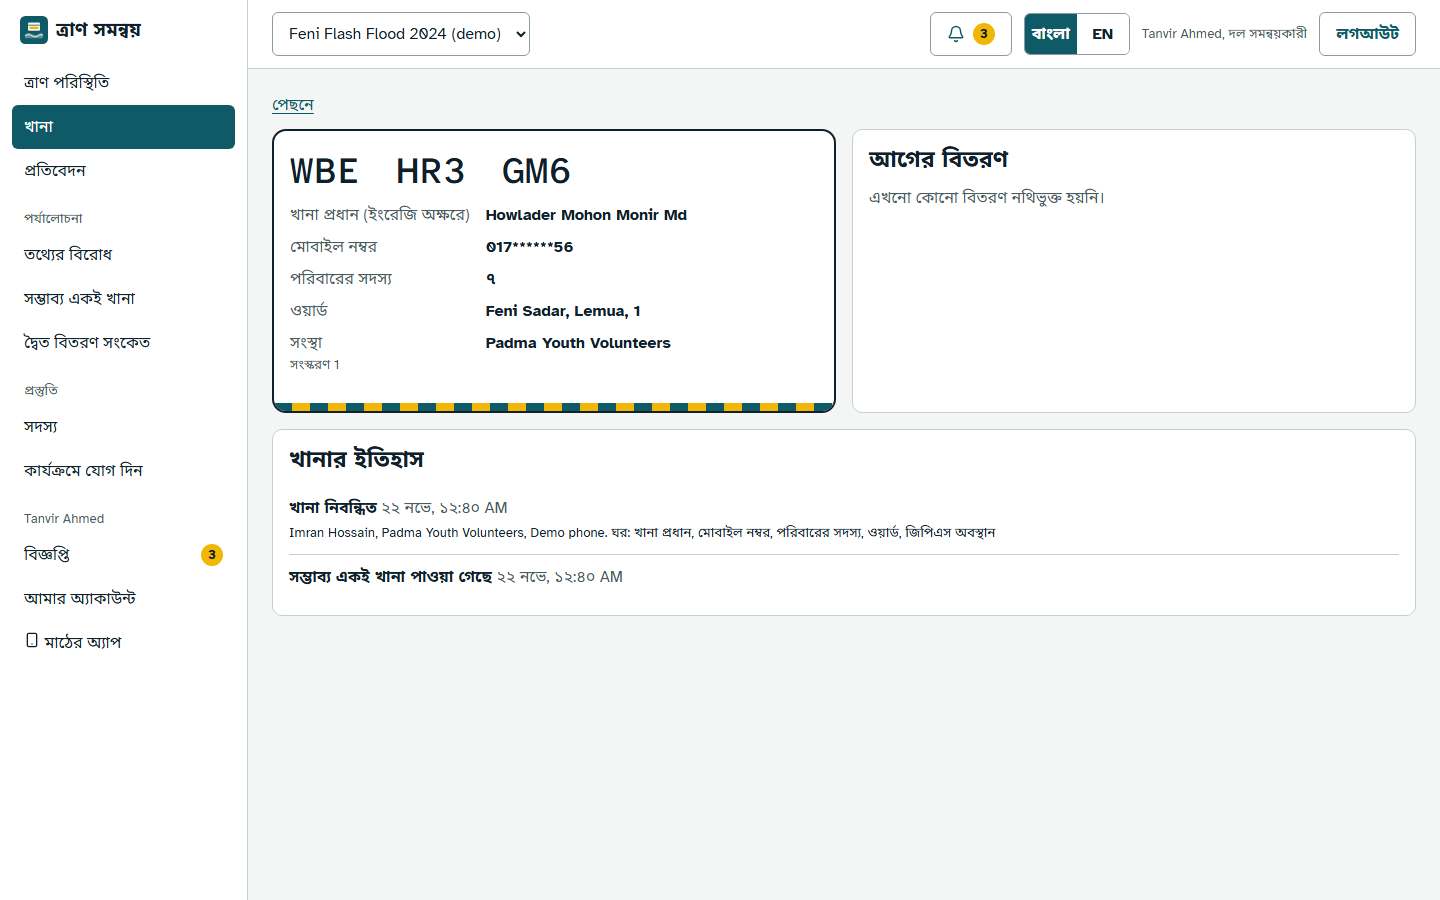 ত্রাণ সমন্বয়
ত্রাণ পরিস্থিতি
খানা
প্রতিবেদন
পর্যালোচনা
তথ্যের বিরোধ
সম্ভাব্য একই খানা
দ্বৈত বিতরণ সংকেত
প্রস্তুতি
সদস্য
কার্যক্রমে যোগ দিন
Tanvir Ahmed
বিজ্ঞপ্তি 3
আমার অ্যাকাউন্ট
মাঠের অ্যাপ
Feni Flash Flood 2024 (demo) 3 বাংলা EN Tanvir Ahmed, দল সমন্বয়কারী লগআউট
পেছনে
WBE HR3 GM6
খানা প্রধান (ইংরেজি অক্ষরে) Howlader Mohon Monir Md
মোবাইল নম্বর 017******56
পরিবারের সদস্য ৭
ওয়ার্ড Feni Sadar, Lemua, 1
সংস্থা Padma Youth Volunteers
সংস্করণ 1
আগের বিতরণ
এখনো কোনো বিতরণ নথিভুক্ত হয়নি।
খানার ইতিহাস
খানা নিবন্ধিত ২২ নভে, ১২:৪০ AM
Imran Hossain, Padma Youth Volunteers, Demo phone. ঘর: খানা প্রধান, মোবাইল নম্বর, পরিবারের সদস্য, ওয়ার্ড, জিপিএস অবস্থান
সম্ভাব্য একই খানা পাওয়া গেছে ২২ নভে, ১২:৪০ AM